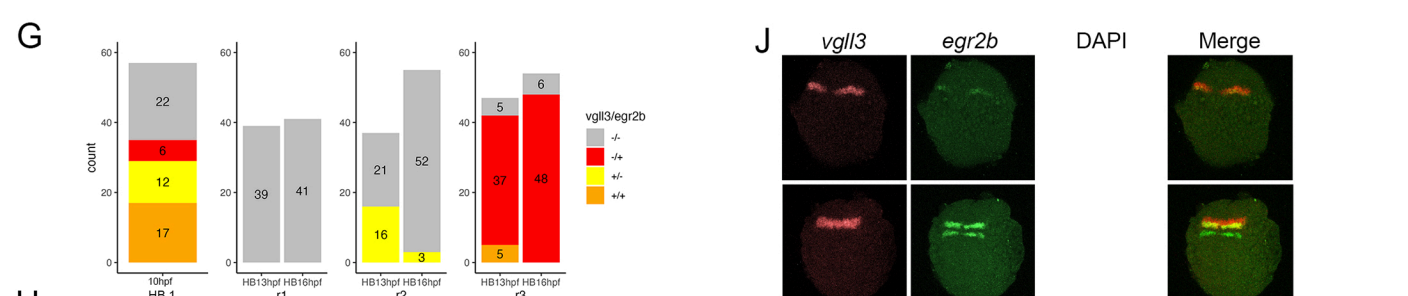 G
60
40
20
0
count
22
6
12
17
10hpf
HB.1
60
40
20
0
39
41
HB13hpf HB16hpf
r1
60
40
20
0
21
16
52
3
HB13hpf HB16hpf
r2
60
40
20
0
5
37
5
6
48
HB13hpf HB16hpf
r3
vgll3/egr2b
-/-
-/+
+/-
+/+
J
vgll3
egr2b
DAPI
Merge